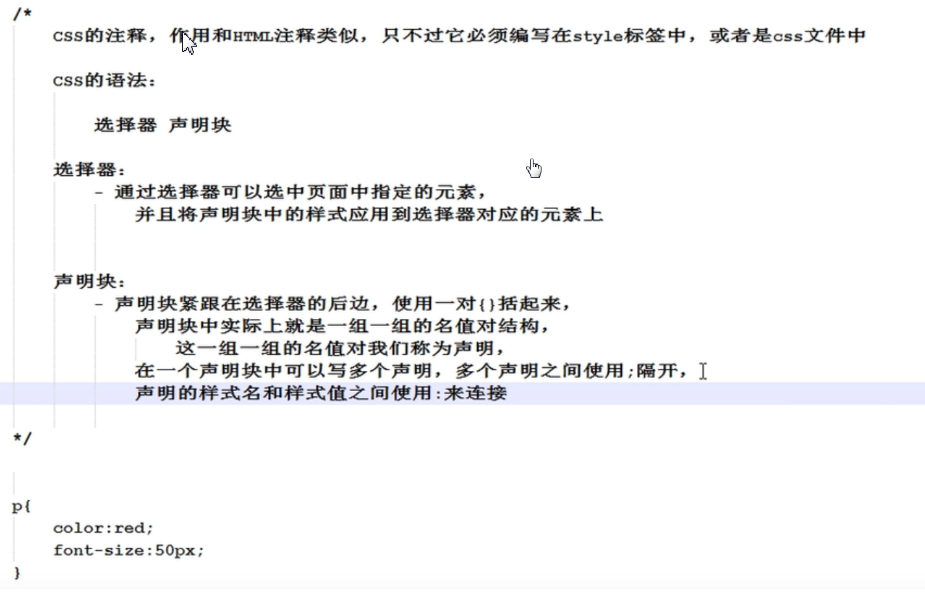 /*
CSS的注释，作用和HTML注释类似，只不过它必须编写在style标签中，或者是css文件中
CSS的语法：
选择器 声明块
选择器：
- 通过选择器可以选中页面中指定的元素，
并且将声明块中的样式应用到选择器对应的元素上
声明块：
- 声明块紧跟在选择器的后边，使用一对{}括起来，
声明块中实际上就是一组一组的名值对结构，
这一组一组的名值对我们称为声明，
在一个声明块中可以写多个声明，多个声明之间使用;隔开，
声明的样式名和样式值之间使用:来连接
*/
p{
color:red;
font-size:50px;
}